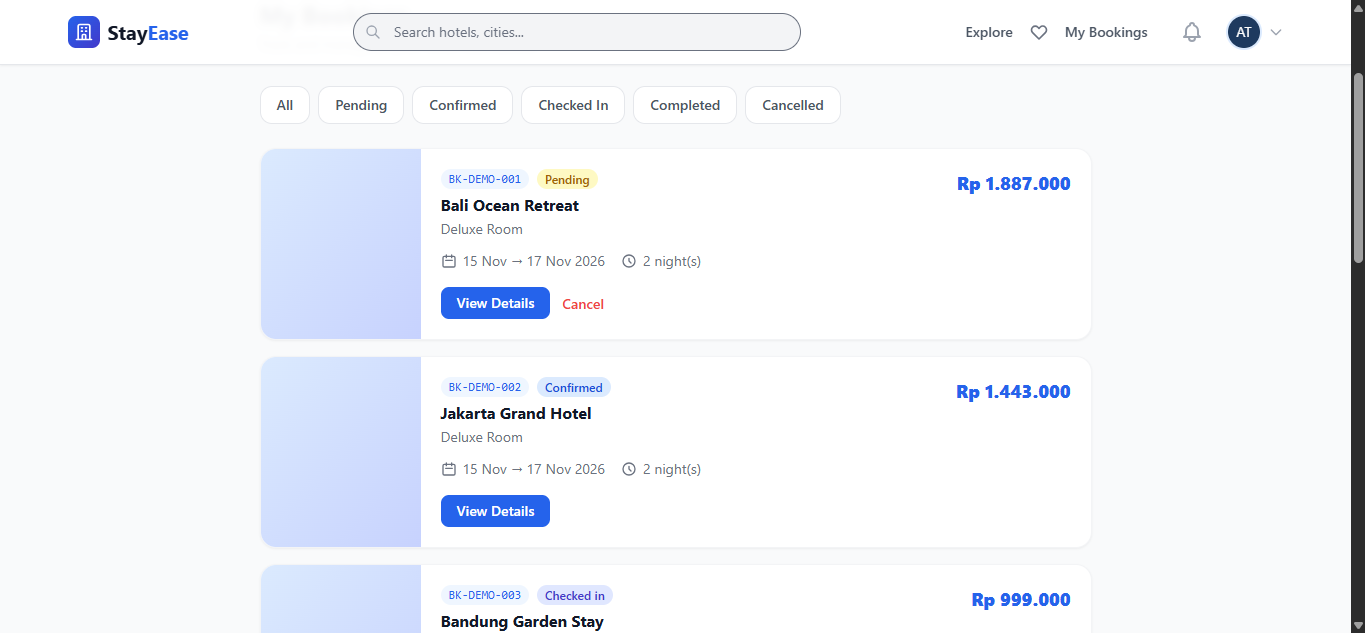 StayEase
Search hotels, cities...
Explore
My Bookings
AT
All
Pending
Confirmed
Checked In
Completed
Cancelled
BK-DEMO-001 Pending
Rp 1.887.000
Bali Ocean Retreat
Deluxe Room
15 Nov → 17 Nov 2026 2 night(s)
View Details Cancel
BK-DEMO-002 Confirmed
Rp 1.443.000
Jakarta Grand Hotel
Deluxe Room
15 Nov → 17 Nov 2026 2 night(s)
View Details
BK-DEMO-003 Checked in
Rp 999.000
Bandung Garden Stay